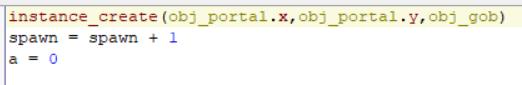 instance_create(obj_portal.x,obj_portal.y,obj_gob)
spawn = spawn + 1
a = 0